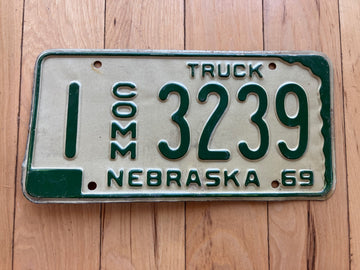 TRUCK
1 COMM 3239
NEBRASKA 69